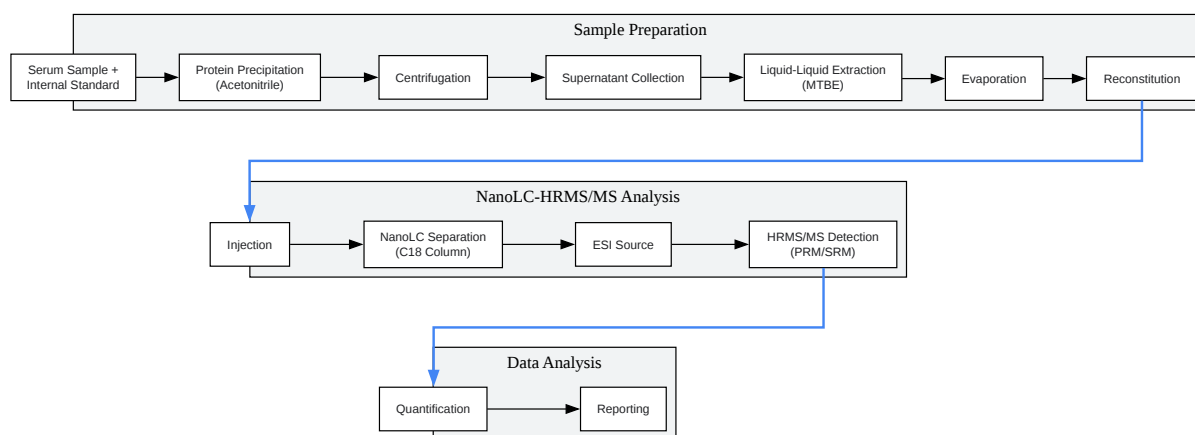 Sample Preparation
Serum Sample +
Internal Standard
Protein Precipitation
(Acetonitrile)
Centrifugation
Supernatant Collection
Liquid-Liquid Extraction
(MTBE)
Evaporation
Reconstitution
NanoLC-HRMS/MS Analysis
Injection
NanoLC Separation
(C18 Column)
ESI Source
HRMS/MS Detection
(PRM/SRM)
Data Analysis
Quantification
Reporting